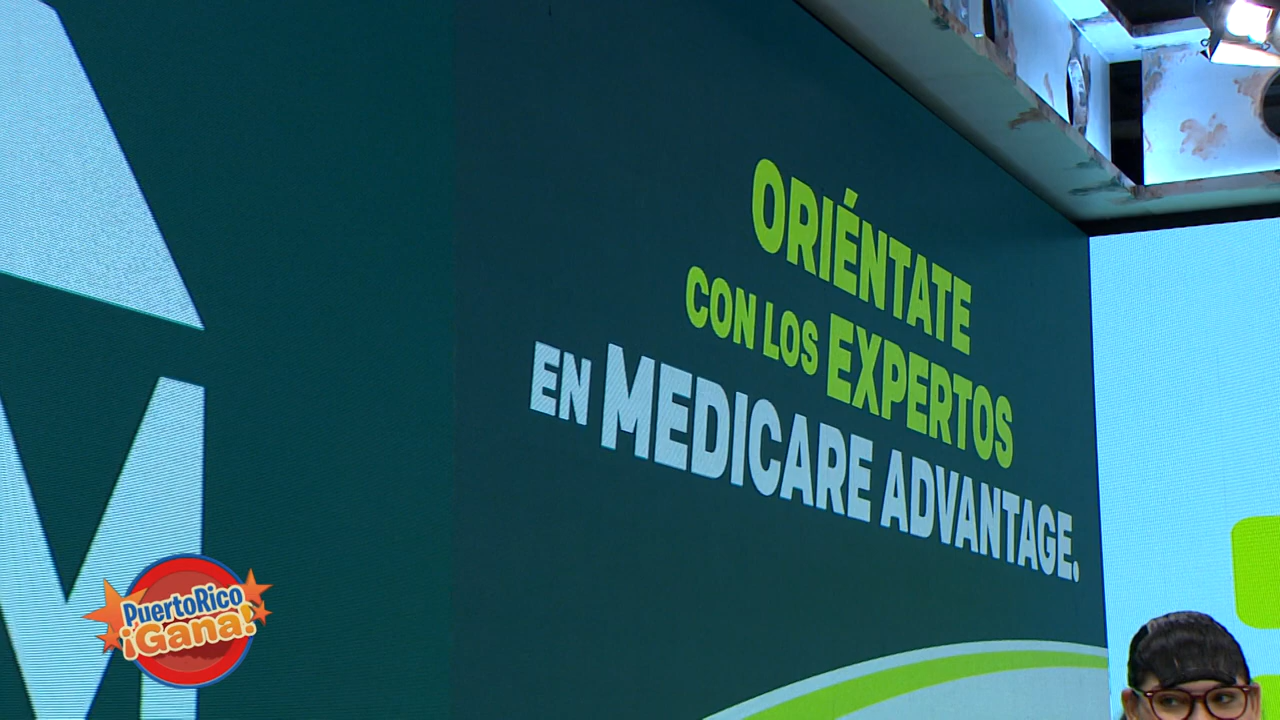 ORIÉNTATE
CON LOS EXPERTOS
EN MEDICARE ADVANTAGE.
M
PuertoRico
¡Gana!